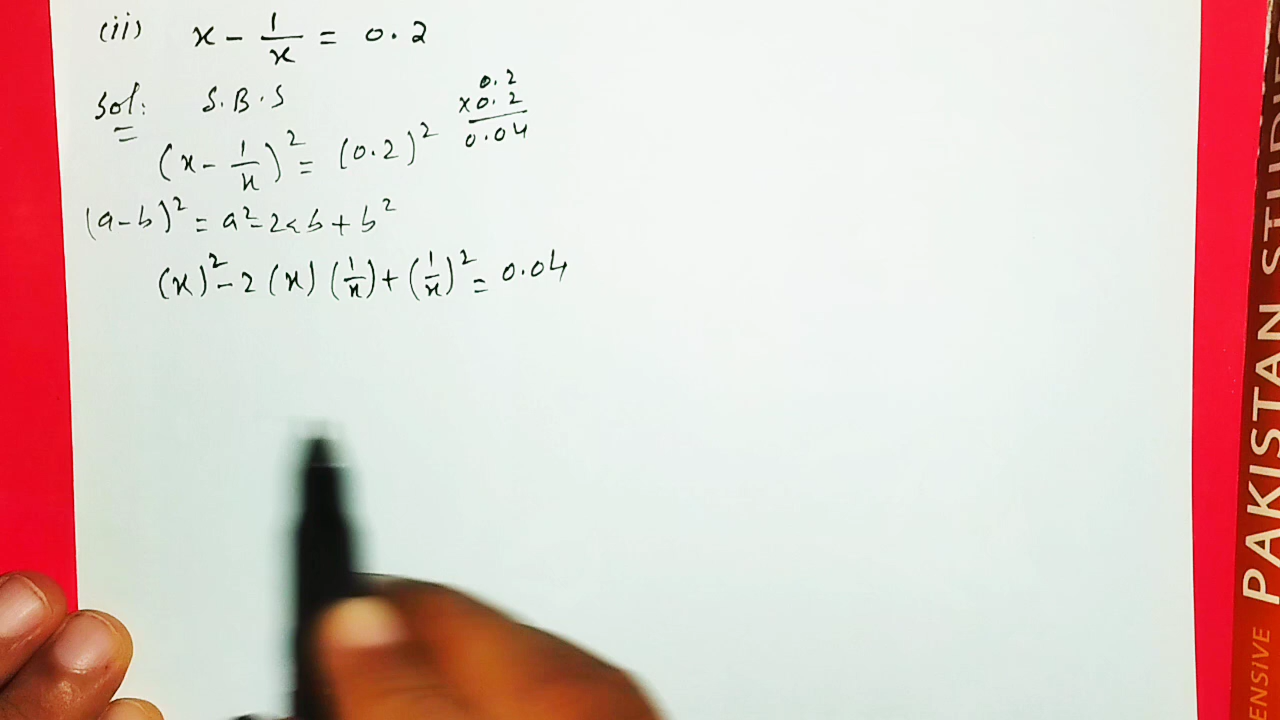 (ii) x - 1/x = 0.2
Sol: S.B.S
0.2
×0.2
0.04
(x - 1/x)² = (0.2)²
(a-b)² = a²-2ab+b²
(x)² - 2(x)(1/x) + (1/x)² = 0.04
ENSIVE PAKISTAN STUDIES